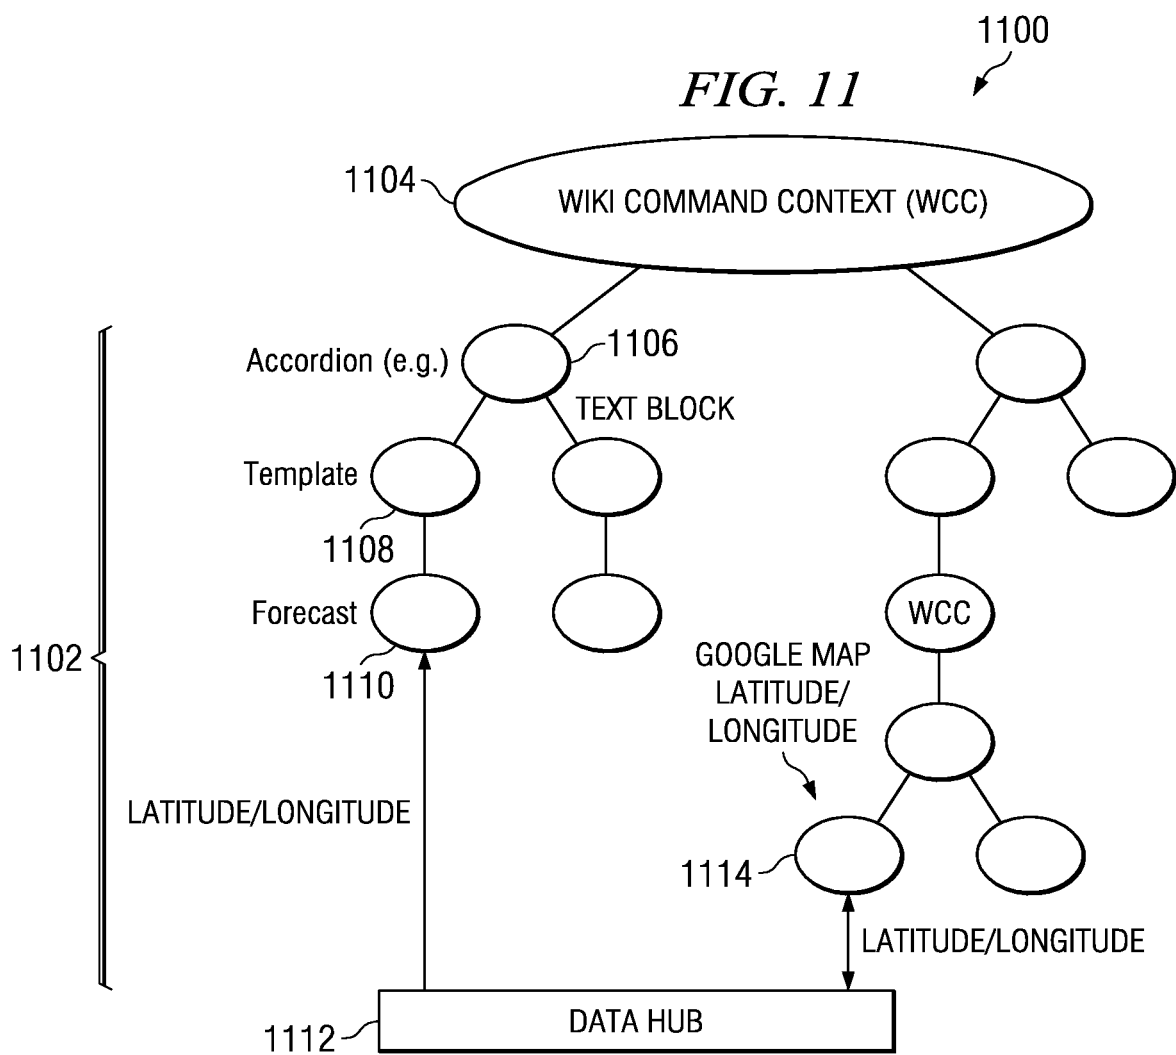 1100
FIG. 11
1104
WIKI COMMAND CONTEXT (WCC)
Accordion (e.g.)
1106
TEXT BLOCK
Template
1108
Forecast
WCC
1102
1110
GOOGLE MAP
LATITUDE/
LONGITUDE
LATITUDE/LONGITUDE
1114
LATITUDE/LONGITUDE
DATA HUB
1112